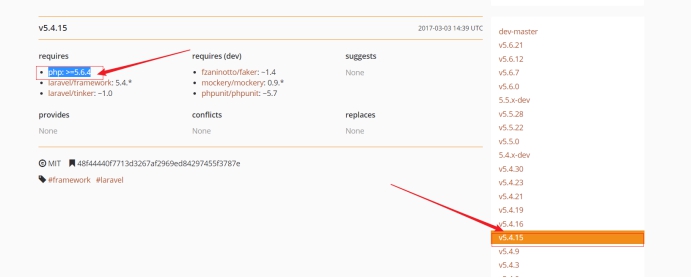 v5.4.15
2017-03-03 14:39 UTC
requires
php: >=5.6.4
laravel/framework: 5.4.*
laravel/tinker: ~1.0
requires (dev)
fzaninotto/faker: ~1.4
mockery/mockery: 0.9.*
phpunit/phpunit: ~5.7
suggests
None
provides
None
conflicts
None
replaces
None
MIT 48f44440f7713d3267af2969ed84297455f3787e
#framework #laravel
dev-master
v5.6.21
v5.6.12
v5.6.7
v5.6.0
5.5.x-dev
v5.5.28
v5.5.22
v5.5.0
5.4.x-dev
v5.4.30
v5.4.23
v5.4.21
v5.4.19
v5.4.16
v5.4.15
v5.4.9
v5.4.3